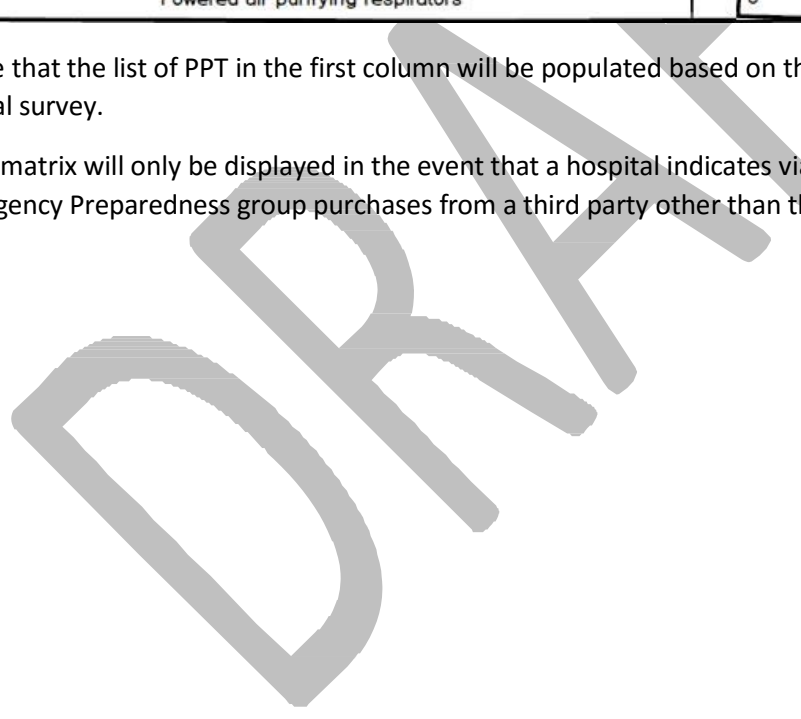 Powered air purifying respirators
e that the list of PPT in the first column will be populated based on th
al survey.
matrix will only be displayed in the event that a hospital indicates via
gency Preparedness group purchases from a third party other than th
DRAF